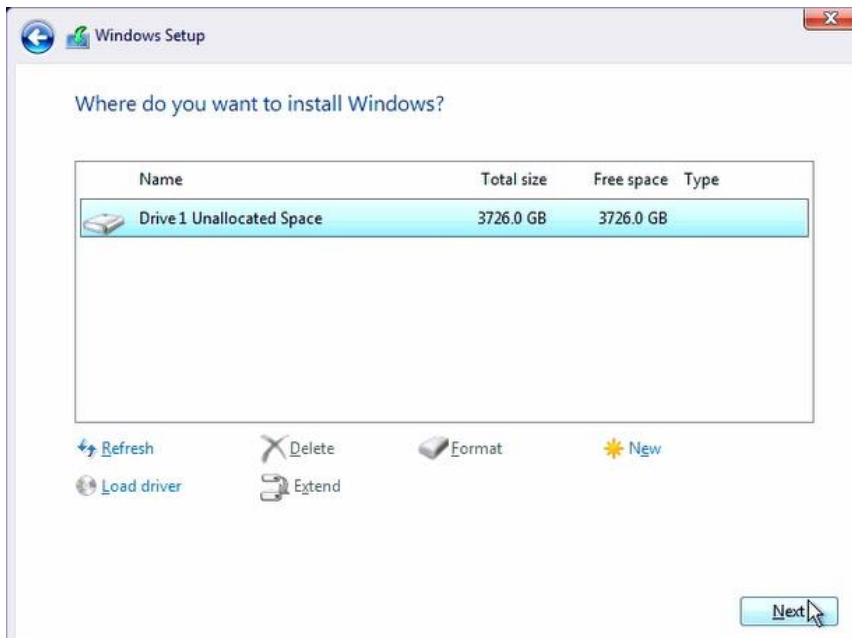 Windows Setup
Where do you want to install Windows?
Name Total size Free space Type
Drive 1 Unallocated Space 3726.0 GB 3726.0 GB
Refresh Delete Format New
Load driver Extend
Next